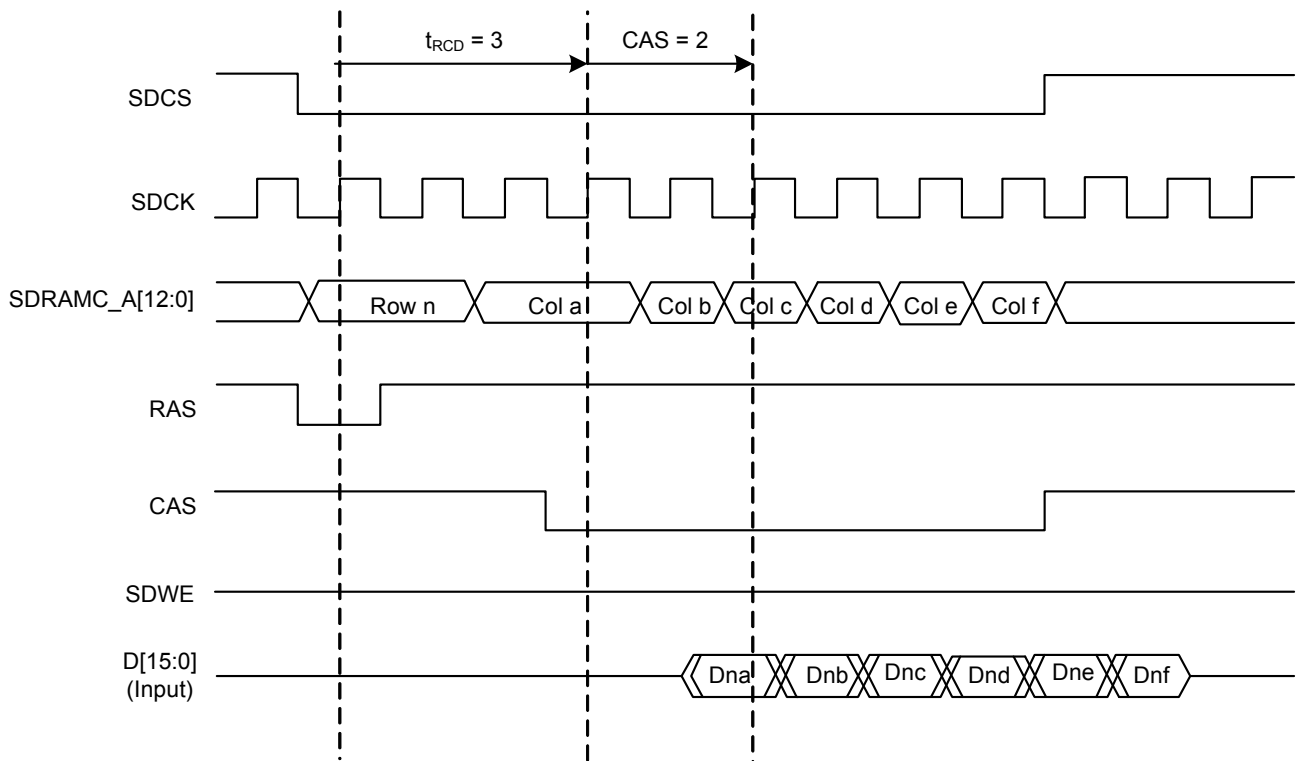 tRCD = 3
CAS = 2
SDCS
SDCK
SDRAMC_A[12:0]
Row n
Col a
Col b
Col c
Col d
Col e
Col f
RAS
CAS
SDWE
D[15:0]
(Input)
Dna
Dnb
Dnc
Dnd
Dne
Dnf